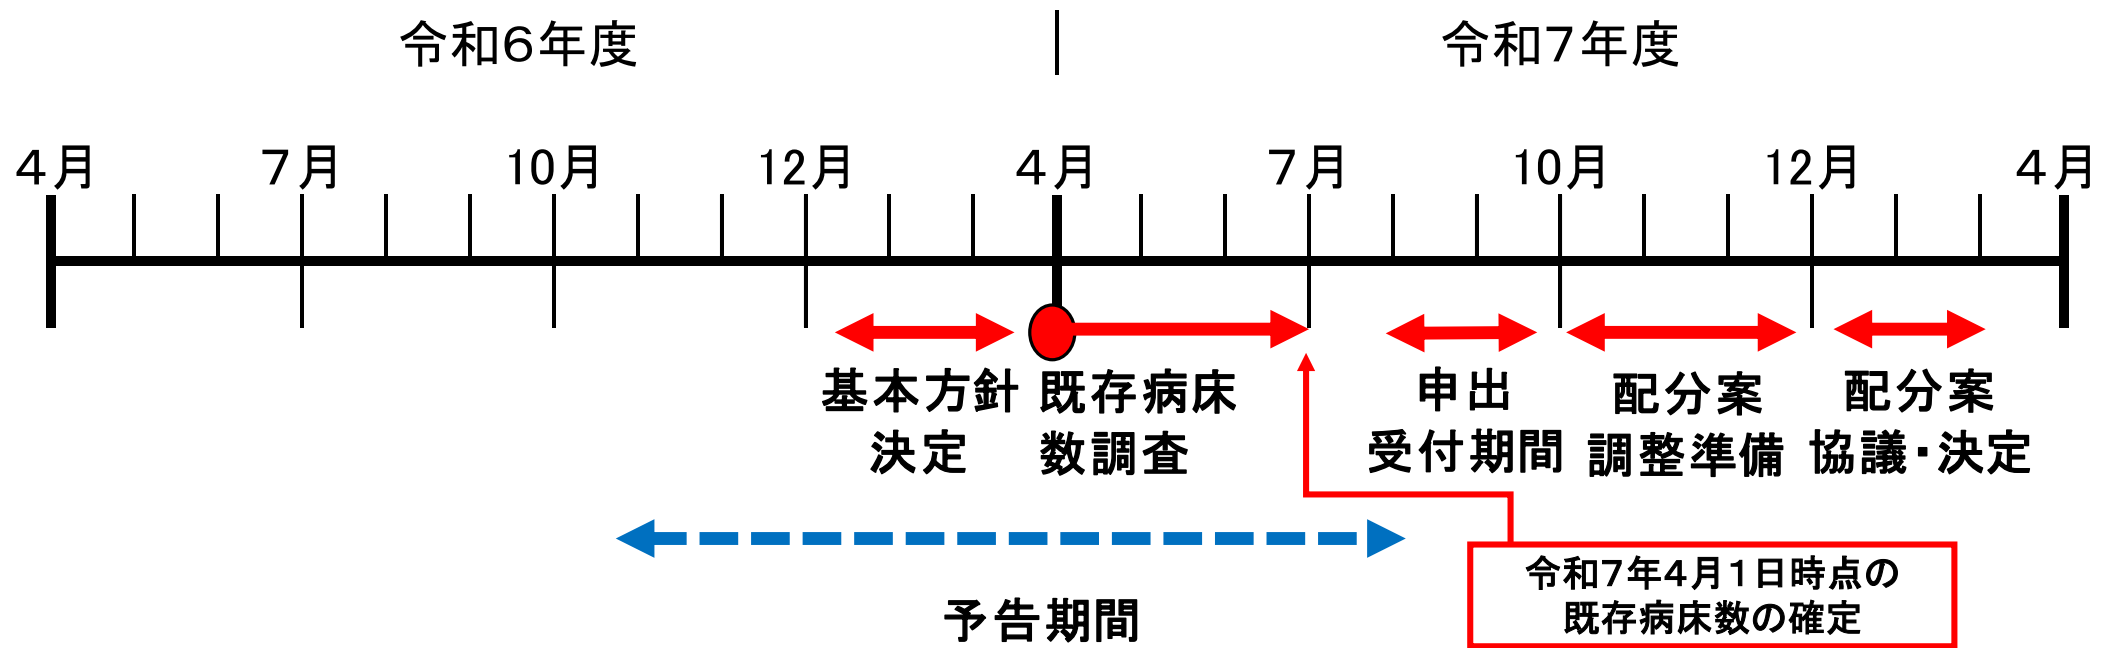 令和６年度
令和７年度
４月 7月 10月 12月 ４月 7月 10月 12月 ４月
基本方針
決定
既存病床
数調査
申出
受付期間
配分案
調整準備
配分案
協議・決定
予告期間
令和７年４月１日時点の
既存病床数の確定